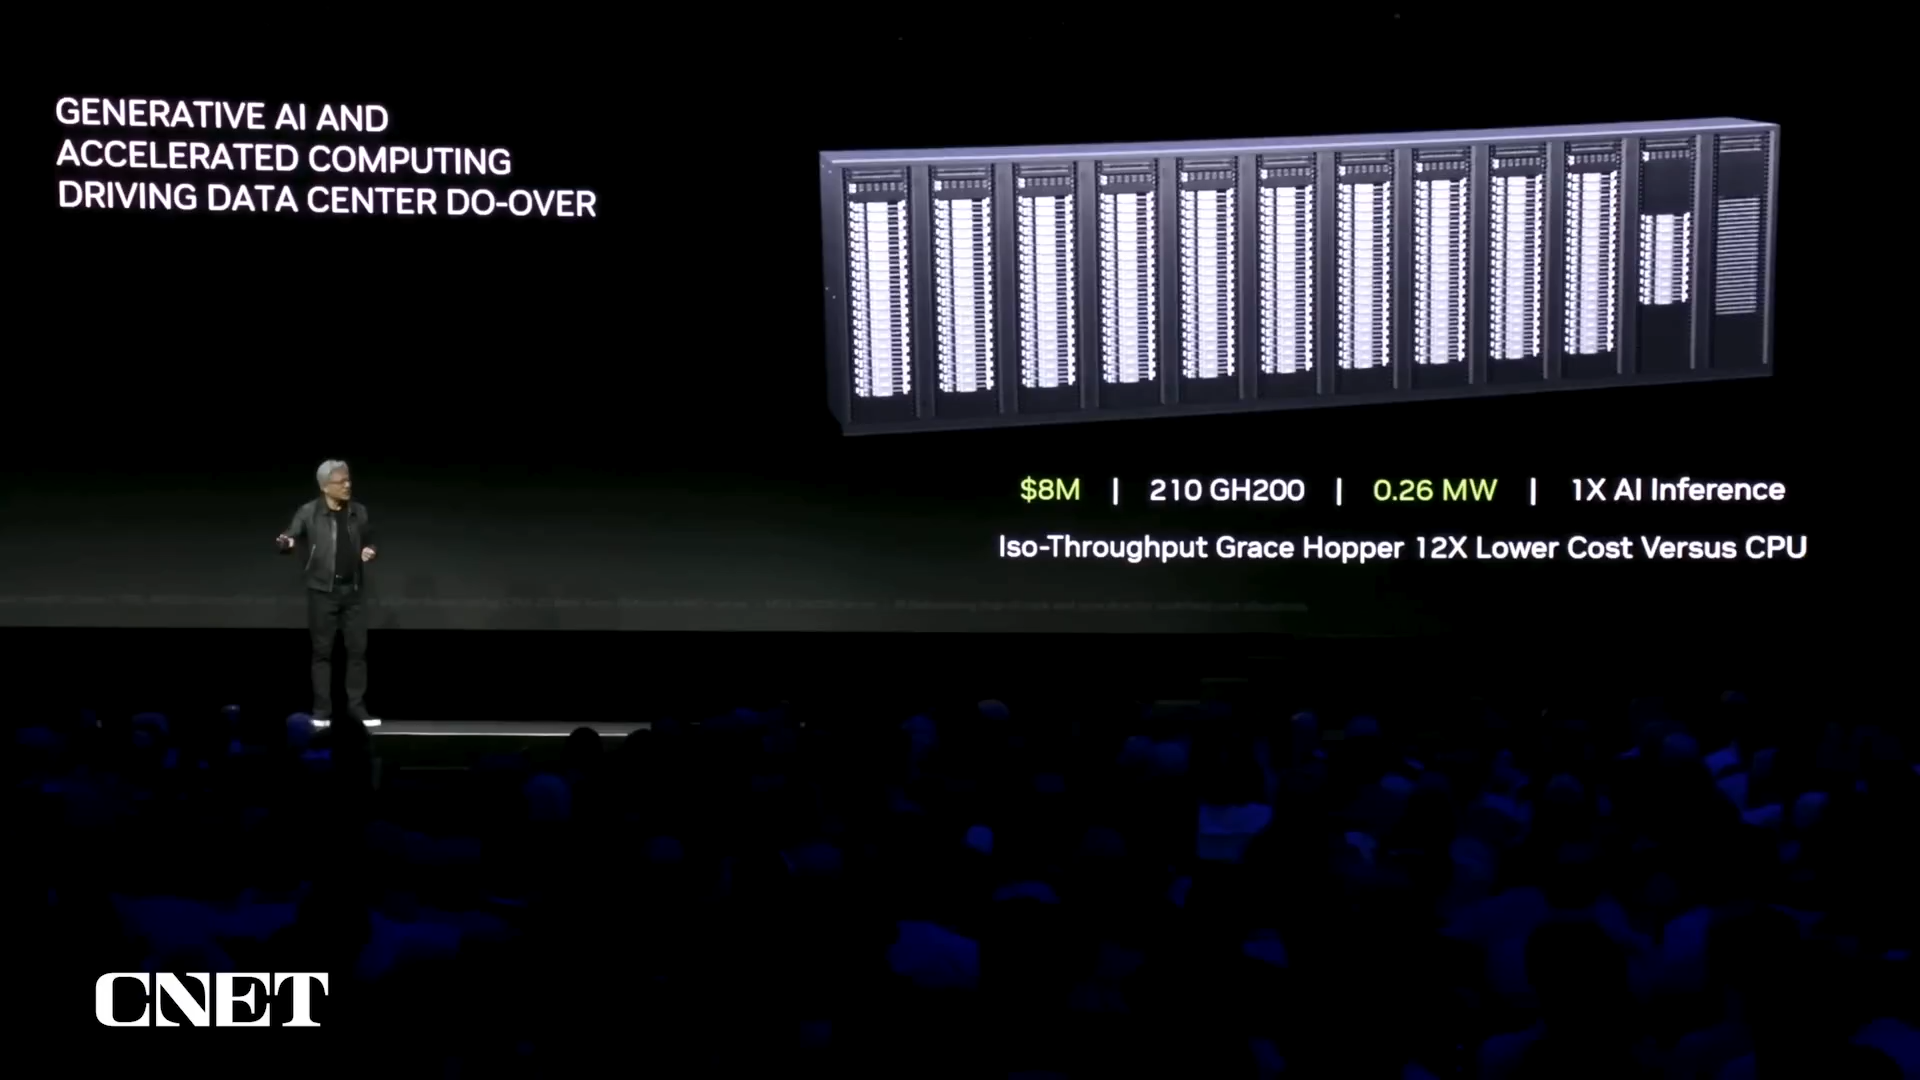 GENERATIVE AI AND
ACCELERATED COMPUTING
DRIVING DATA CENTER DO-OVER
$8M | 210 GH200 | 0.26 MW | 1X AI Inference
Iso-Throughput Grace Hopper 12X Lower Cost Versus CPU
CNET